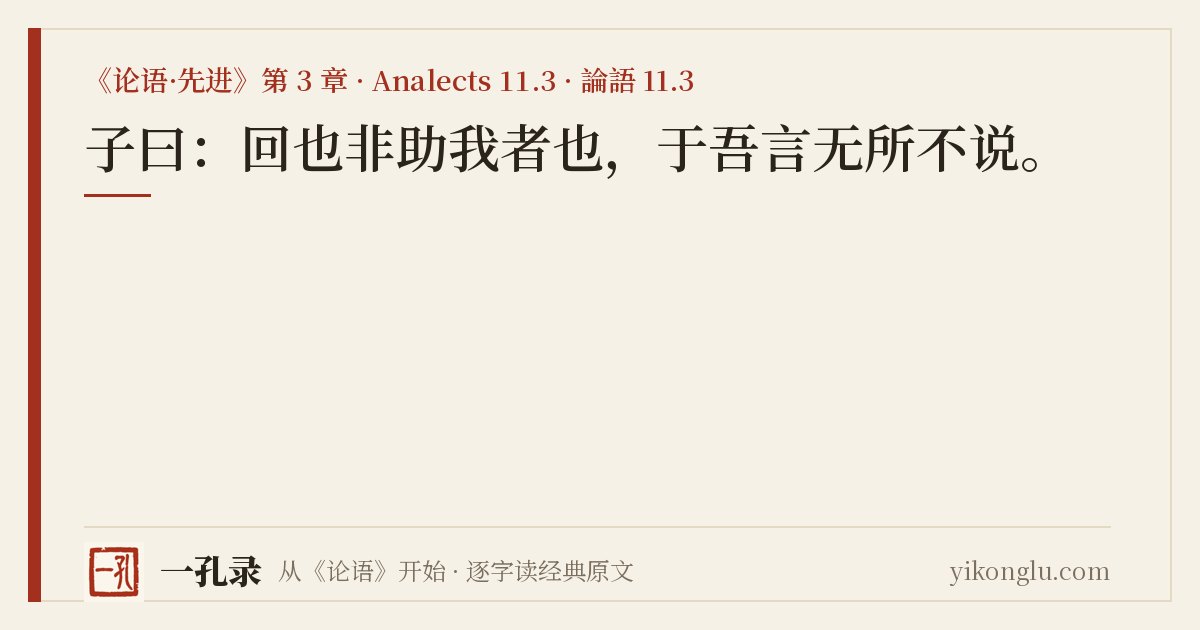 《论语·先进》第 3 章 · Analects 11.3 · 論語 11.3
子曰：回也非助我者也，于吾言无所不说。
一孔
一孔录 从《论语》开始 · 逐字读经典原文 yikonglu.com